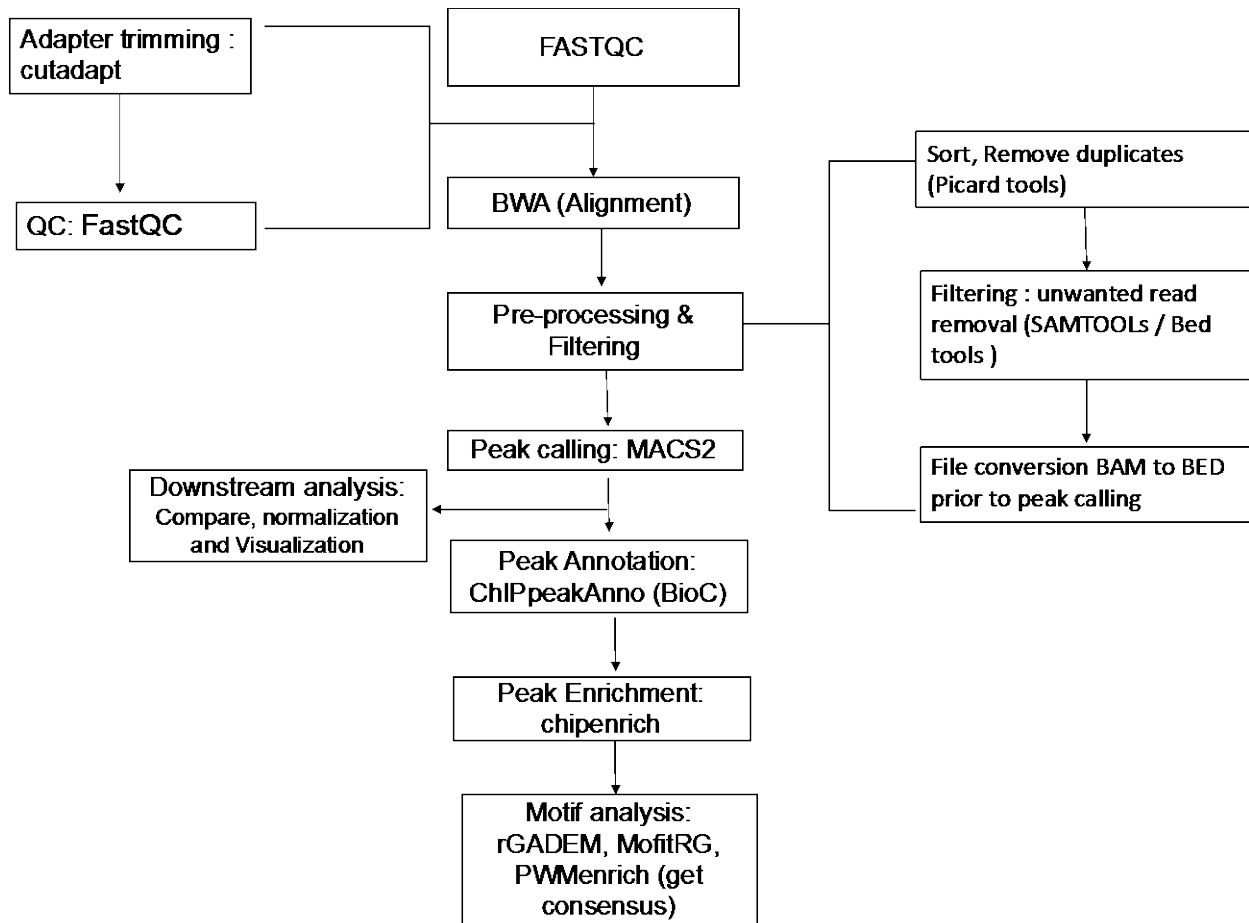 Adapter trimming :
cutadapt
FASTQC
QC: FastQC
BWA (Alignment)
Sort, Remove duplicates
(Picard tools)
Pre-processing &
Filtering
Filtering : unwanted read
removal (SAMTOOLs / Bed
tools )
Peak calling: MACS2
File conversion BAM to BED
prior to peak calling
Downstream analysis:
Compare, normalization
and Visualization
Peak Annotation:
ChIPpeakAnno (BioC)
Peak Enrichment:
chipenrich
Motif analysis:
rGADEM, MofitRG,
PWMenrich (get
consensus)